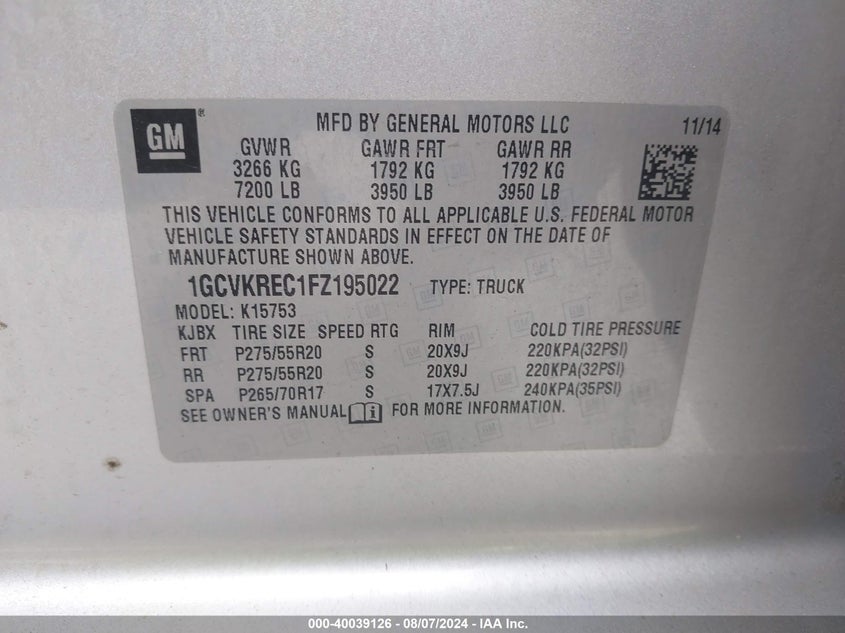 GM ® MFD BY GENERAL MOTORS LLC 11/14
GVWR GAWR FRT GAWR RR
3266 KG 1792 KG 1792 KG
7200 LB 3950 LB 3950 LB
THIS VEHICLE CONFORMS TO ALL APPLICABLE U.S. FEDERAL MOTOR
VEHICLE SAFETY STANDARDS IN EFFECT ON THE DATE OF
MANUFACTURE SHOWN ABOVE.
1GCVKREC1FZ195022 TYPE: TRUCK
MODEL: K15753
KJBX TIRE SIZE SPEED RTG RIM COLD TIRE PRESSURE
FRT P275/55R20 S 20X9J 220KPA(32PSI)
RR P275/55R20 S 20X9J 220KPA(32PSI)
SPA P265/70R17 S 17X7.5J 240KPA(35PSI)
SEE OWNER'S MANUAL FOR MORE INFORMATION.
000-40039126 - 08/07/2024 - IAA Inc.